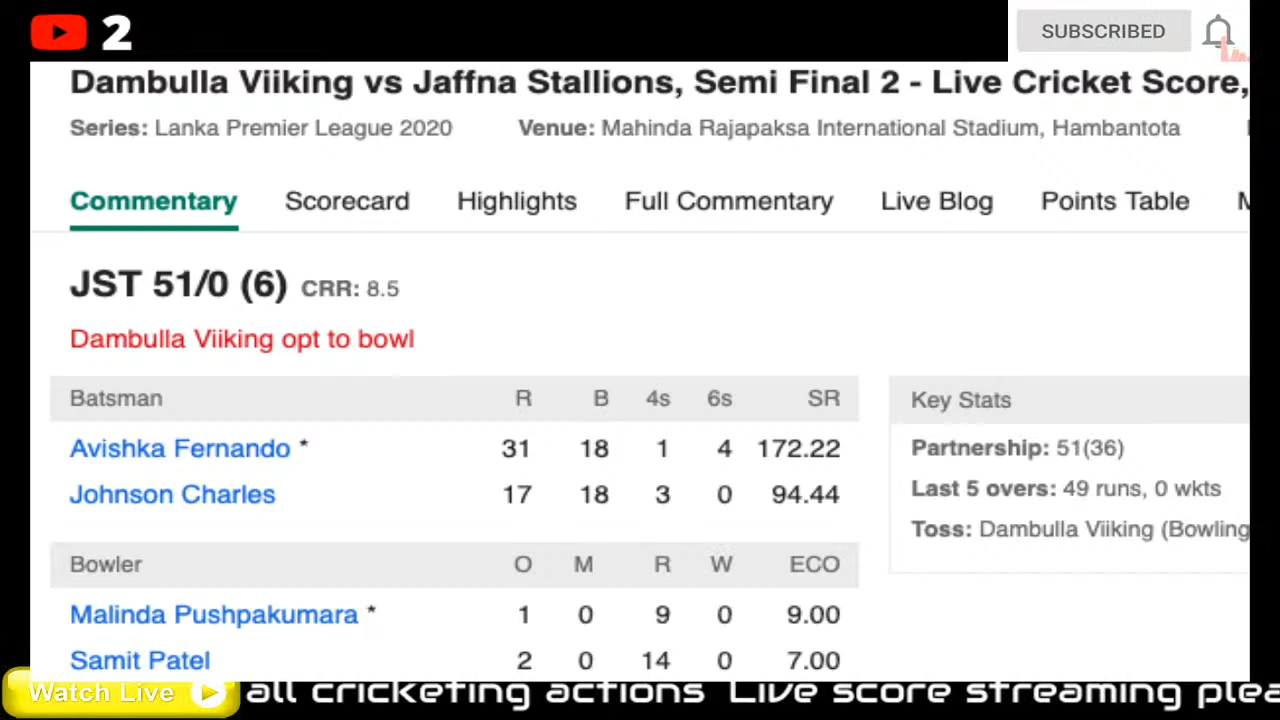 2
SUBSCRIBED
Dambulla Viiking vs Jaffna Stallions, Semi Final 2 - Live Cricket Score,
Series: Lanka Premier League 2020 Venue: Mahinda Rajapaksa International Stadium, Hambantota
Commentary Scorecard Highlights Full Commentary Live Blog Points Table
JST 51/0 (6) CRR: 8.5
Dambulla Viiking opt to bowl
Batsman R B 4s 6s SR
Avishka Fernando * 31 18 1 4 172.22
Johnson Charles 17 18 3 0 94.44
Key Stats
Partnership: 51(36)
Last 5 overs: 49 runs, 0 wkts
Toss: Dambulla Viiking (Bowling
Bowler O M R W ECO
Malinda Pushpakumara * 1 0 9 0 9.00
Samit Patel 2 0 14 0 7.00
Watch Live all cricketing actions Live score streaming plea